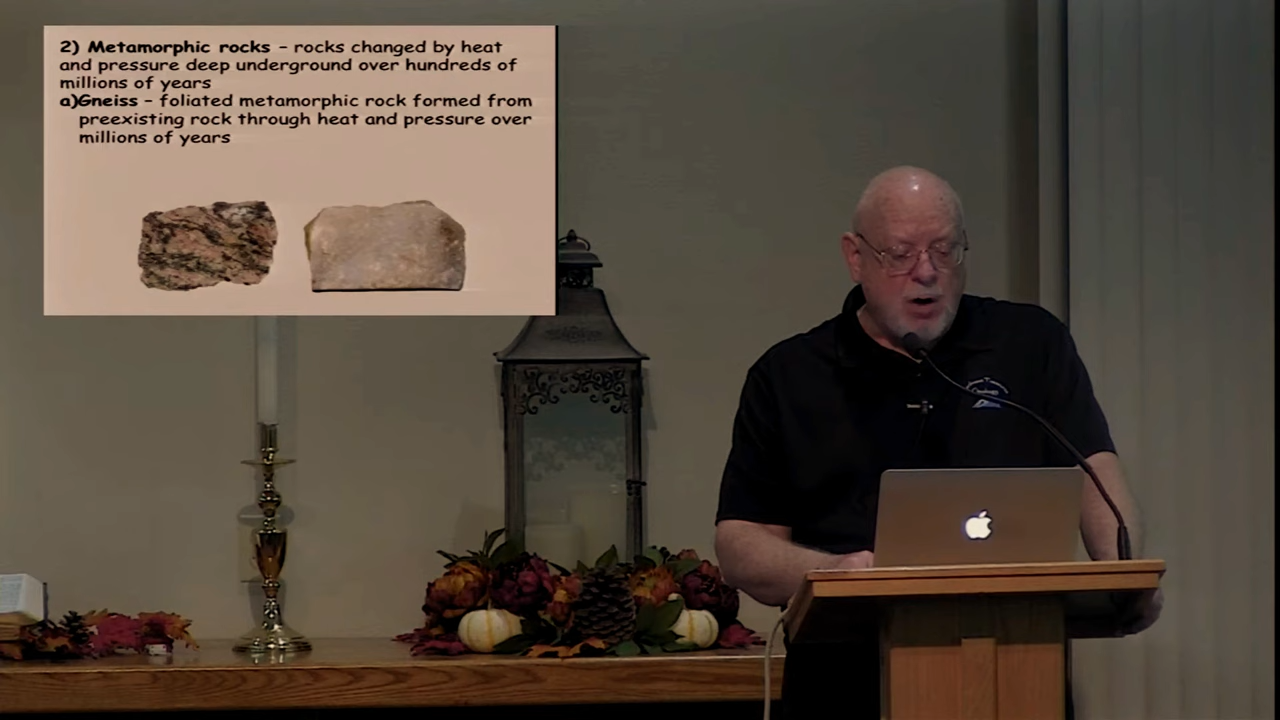 2) Metamorphic rocks – rocks changed by heat
and pressure deep underground over hundreds of
millions of years
a)Gneiss – foliated metamorphic rock formed from
preexisting rock through heat and pressure over
millions of years
Geology